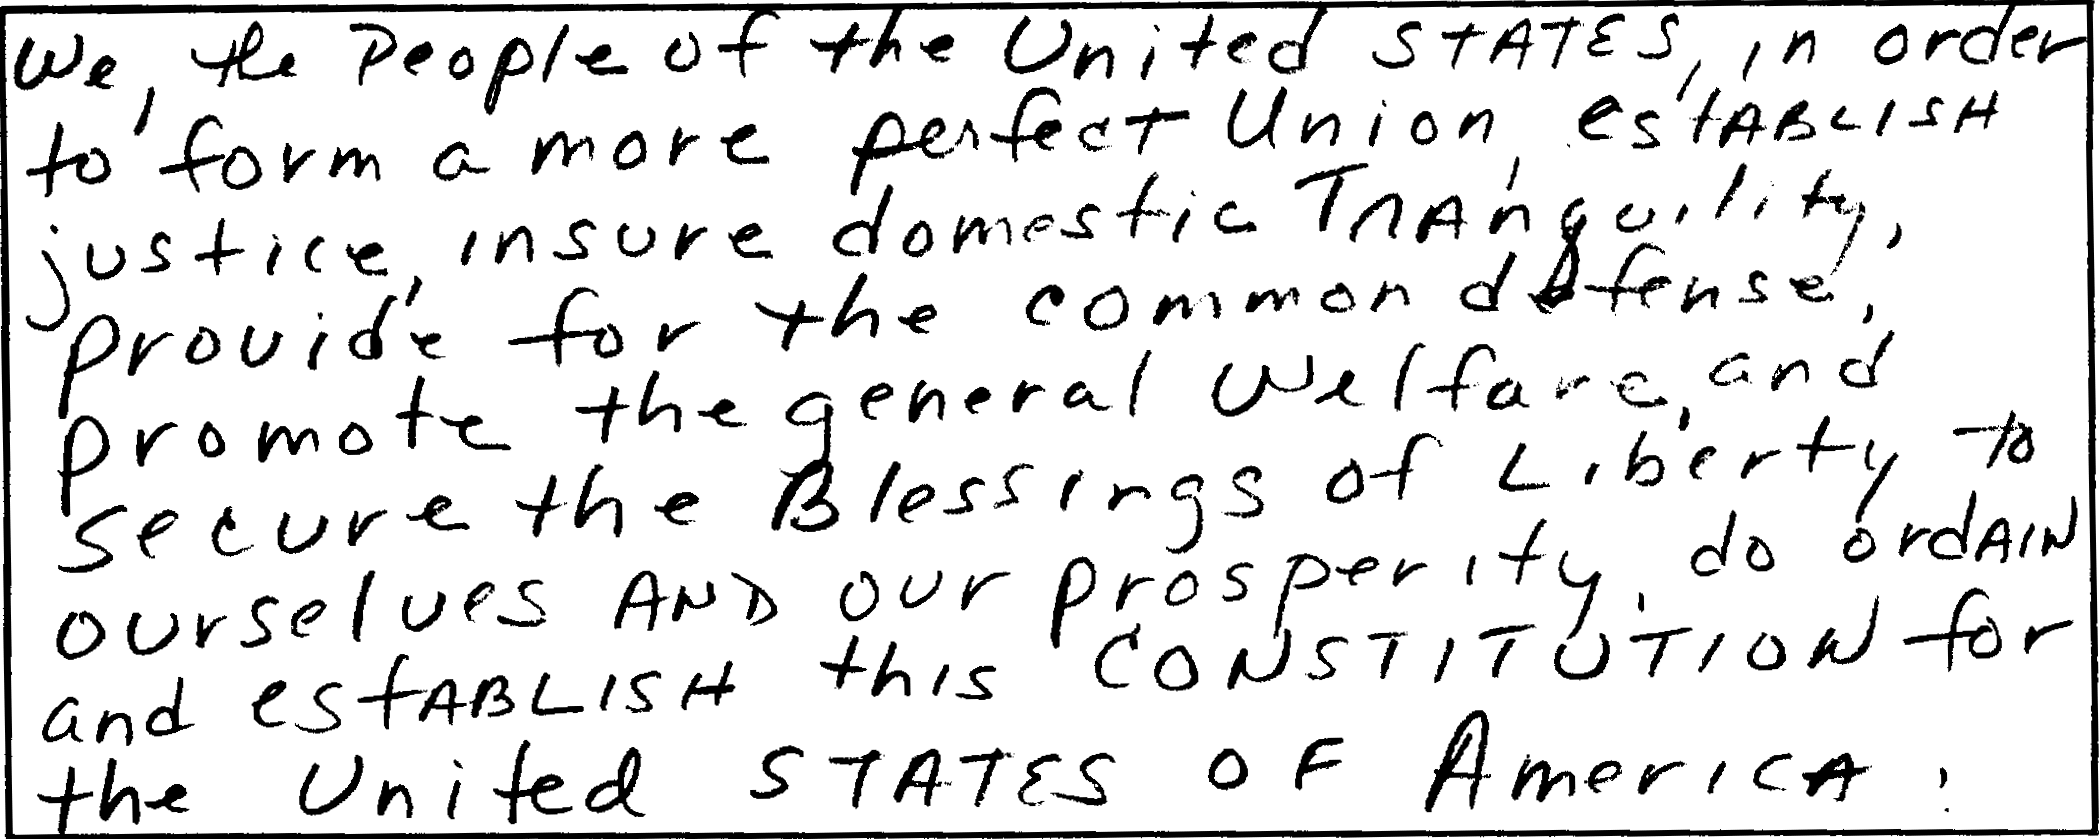 We, the People of the United STATES, in order
to form a more perfect Union, estABLISH
justice, insure domestic TrAnquility,
provide for the common defense,
promote the general welfare, and
secure the Blessings of Liberty to
ourselves AND our prosperity, do ordAIN
and estABLISH this CONSTITUTION for
the United STATES OF AmericA.